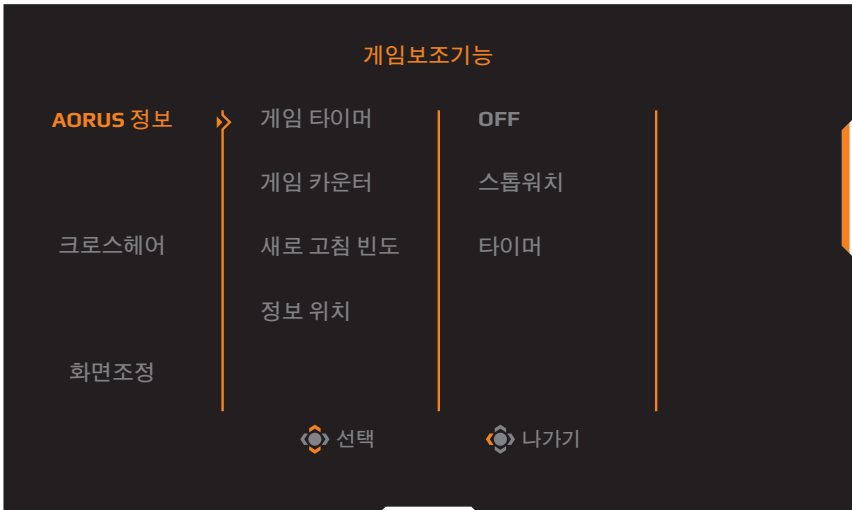 게임보조기능
AORUS 정보 게임 타이머 OFF
게임 카운터 스톱워치
크로스헤어 새로 고침 빈도 타이머
정보 위치
화면조정
선택 나가기